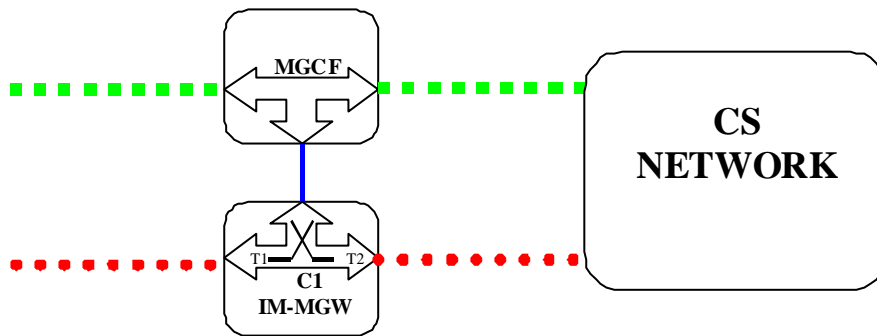 MGCF
CS
NETWORK
T1 T2
C1
IM-MGW